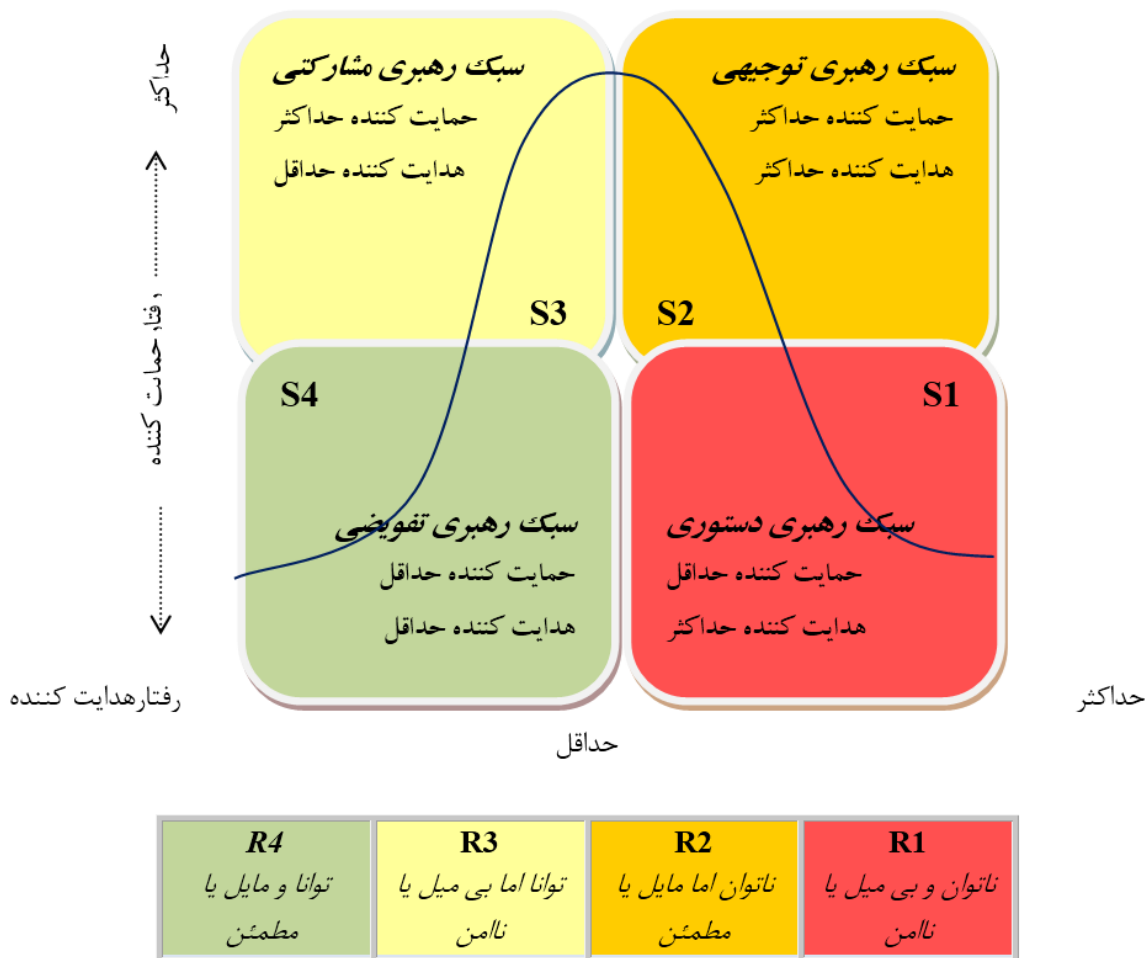 حداکثر
رفتار حمایت کننده
سبک رهبری توجیهی
حمایت کننده حداکثر
هدایت کننده حداکثر
S2
سبک رهبری مشارکتی
حمایت کننده حداکثر
هدایت کننده حداقل
S3
S1
سبک رهبری دستوری
حمایت کننده حداقل
هدایت کننده حداکثر
S4
سبک رهبری تفویضی
حمایت کننده حداقل
هدایت کننده حداقل
حداکثر
رفتارهدایت کننده
حداقل
R1
ناتوان و بی میل یا
ناامن
R2
ناتوان اما مایل یا
مطمئن
R3
توانا اما بی میل یا
ناامن
R4
توانا و مایل یا
مطمئن